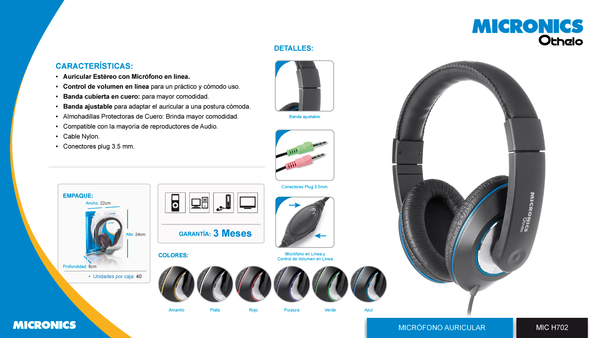 MICRONICS
Othelo
CARACTERÍSTICAS:
• Auricular Estéreo con Micrófono en linea.
• Control de volumen en linea para un práctico y cómodo uso.
• Banda cubierta en cuero: para mayor comodidad.
• Banda ajustable para adaptar el auricular a una postura cómoda.
• Almohadillas Protectoras de Cuero: Brinda mayor comodidad.
• Compatible con la mayoría de reproductores de Audio.
• Cable Nylon.
• Conectores plug 3.5 mm.
DETALLES:
Banda ajustable
Conectores Plug 3.5mm.
Micrófono en Linea y
Control de Volumen en Linea
EMPAQUE:
Ancho: 22cm
Alto: 24cm
Profundidad: 8cm
• Unidades por caja: 40
GARANTÍA: 3 Meses
COLORES:
Amarillo
Plata
Rojo
Purpura
Verde
Azul
MICRONICS
Othelo
MICRONICS
MICRÓFONO AURICULAR
MIC H702